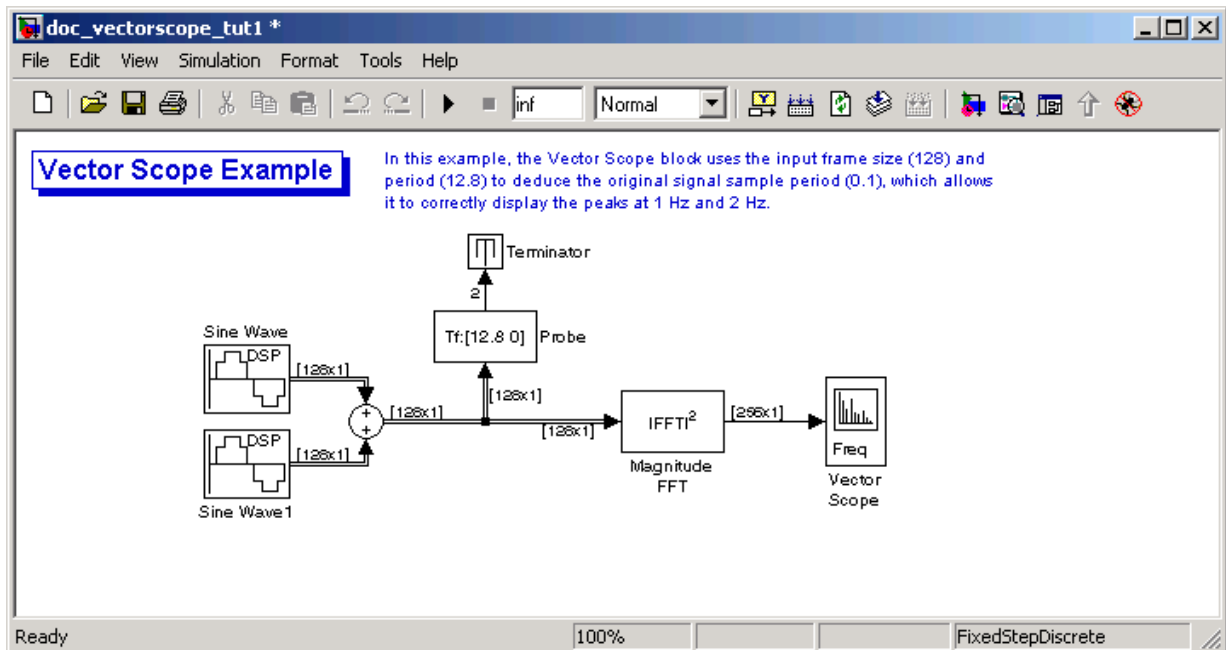 doc_vectorscope_tut1 *
File Edit View Simulation Format Tools Help
inf Normal
Vector Scope Example
In this example, the Vector Scope block uses the input frame size (128) and
period (12.8) to deduce the original signal sample period (0.1), which allows
it to correctly display the peaks at 1 Hz and 2 Hz.
Terminator
2
Tf:[12.8 0] Probe
Sine Wave
DSP
[128x1]
[128x1]
[128x1]
[128x1]
|FFT|²
[256x1]
Freq
DSP
[128x1]
Magnitude
FFT
Vector
Scope
Sine Wave1
Ready 100% FixedStepDiscrete